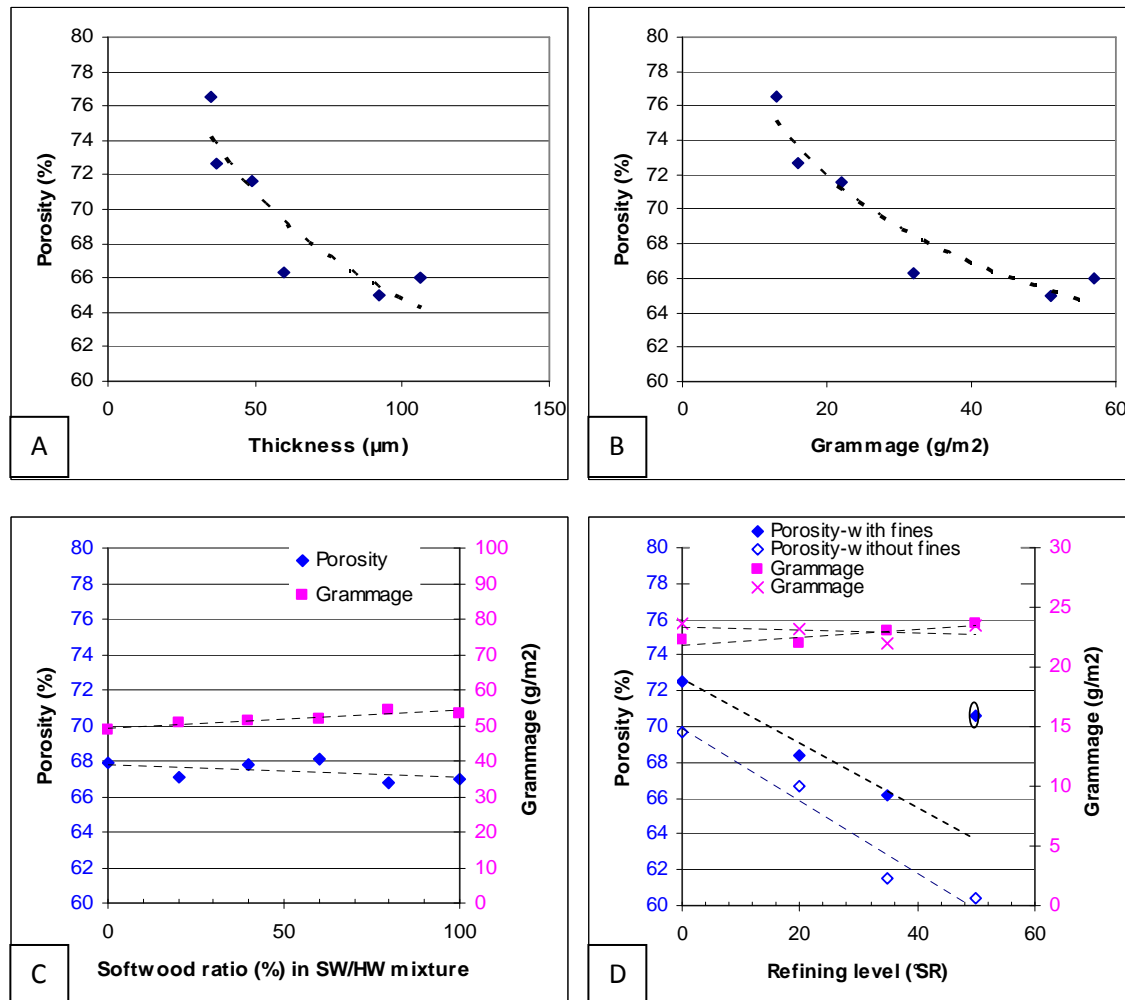 80
78
76
74
72
70
68
66
64
62
60
Porosity (%)
0 50 100 150
Thickness (µm)
A
80
78
76
74
72
70
68
66
64
62
60
Porosity (%)
0 20 40 60
Grammage (g/m2)
B
80
78
76
74
72
70
68
66
64
62
60
Porosity (%)
Porosity
Grammage
100
90
80
70
60
50
40
30
20
10
0
Grammage (g/m2)
0 50 100
Softwood ratio (%) in SW/HW mixture
C
Porosity-with fines
Porosity-without fines
Grammage
Grammage
80
78
76
74
72
70
68
66
64
62
60
Porosity (%)
30
25
20
15
10
5
0
Grammage (g/m2)
0 20 40 60
Refining level (°SR)
D